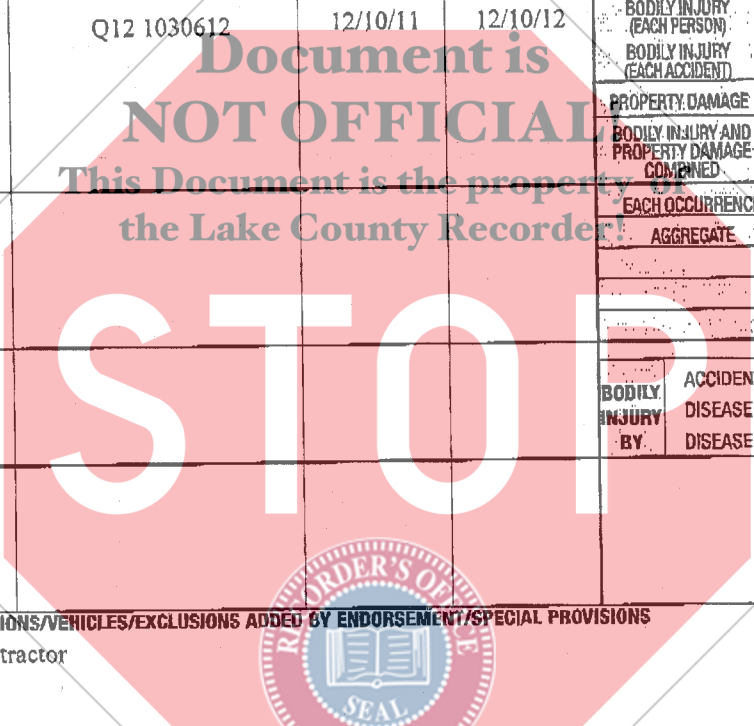 BODILY INJURY
(EACH PERSON)
Q12 1030612 12/10/11 12/10/12
BODILY INJURY
(EACH ACCIDENT)
Document is
PROPERTY DAMAGE
NOT OFFICIAL!
BODILY INJURY AND
PROPERTY DAMAGE
COMBINED
This Document is the property of
EACH OCCURRENC
the Lake County Recorder!
AGGREGATE
STOP
BODILY
INJURY
BY
ACCIDEN
DISEASE
DISEASE
RECORDER'S OFFICE
IONS/VEHICLES/EXCLUSIONS ADDED BY ENDORSEMENT/SPECIAL PROVISIONS
tractor
SEAL